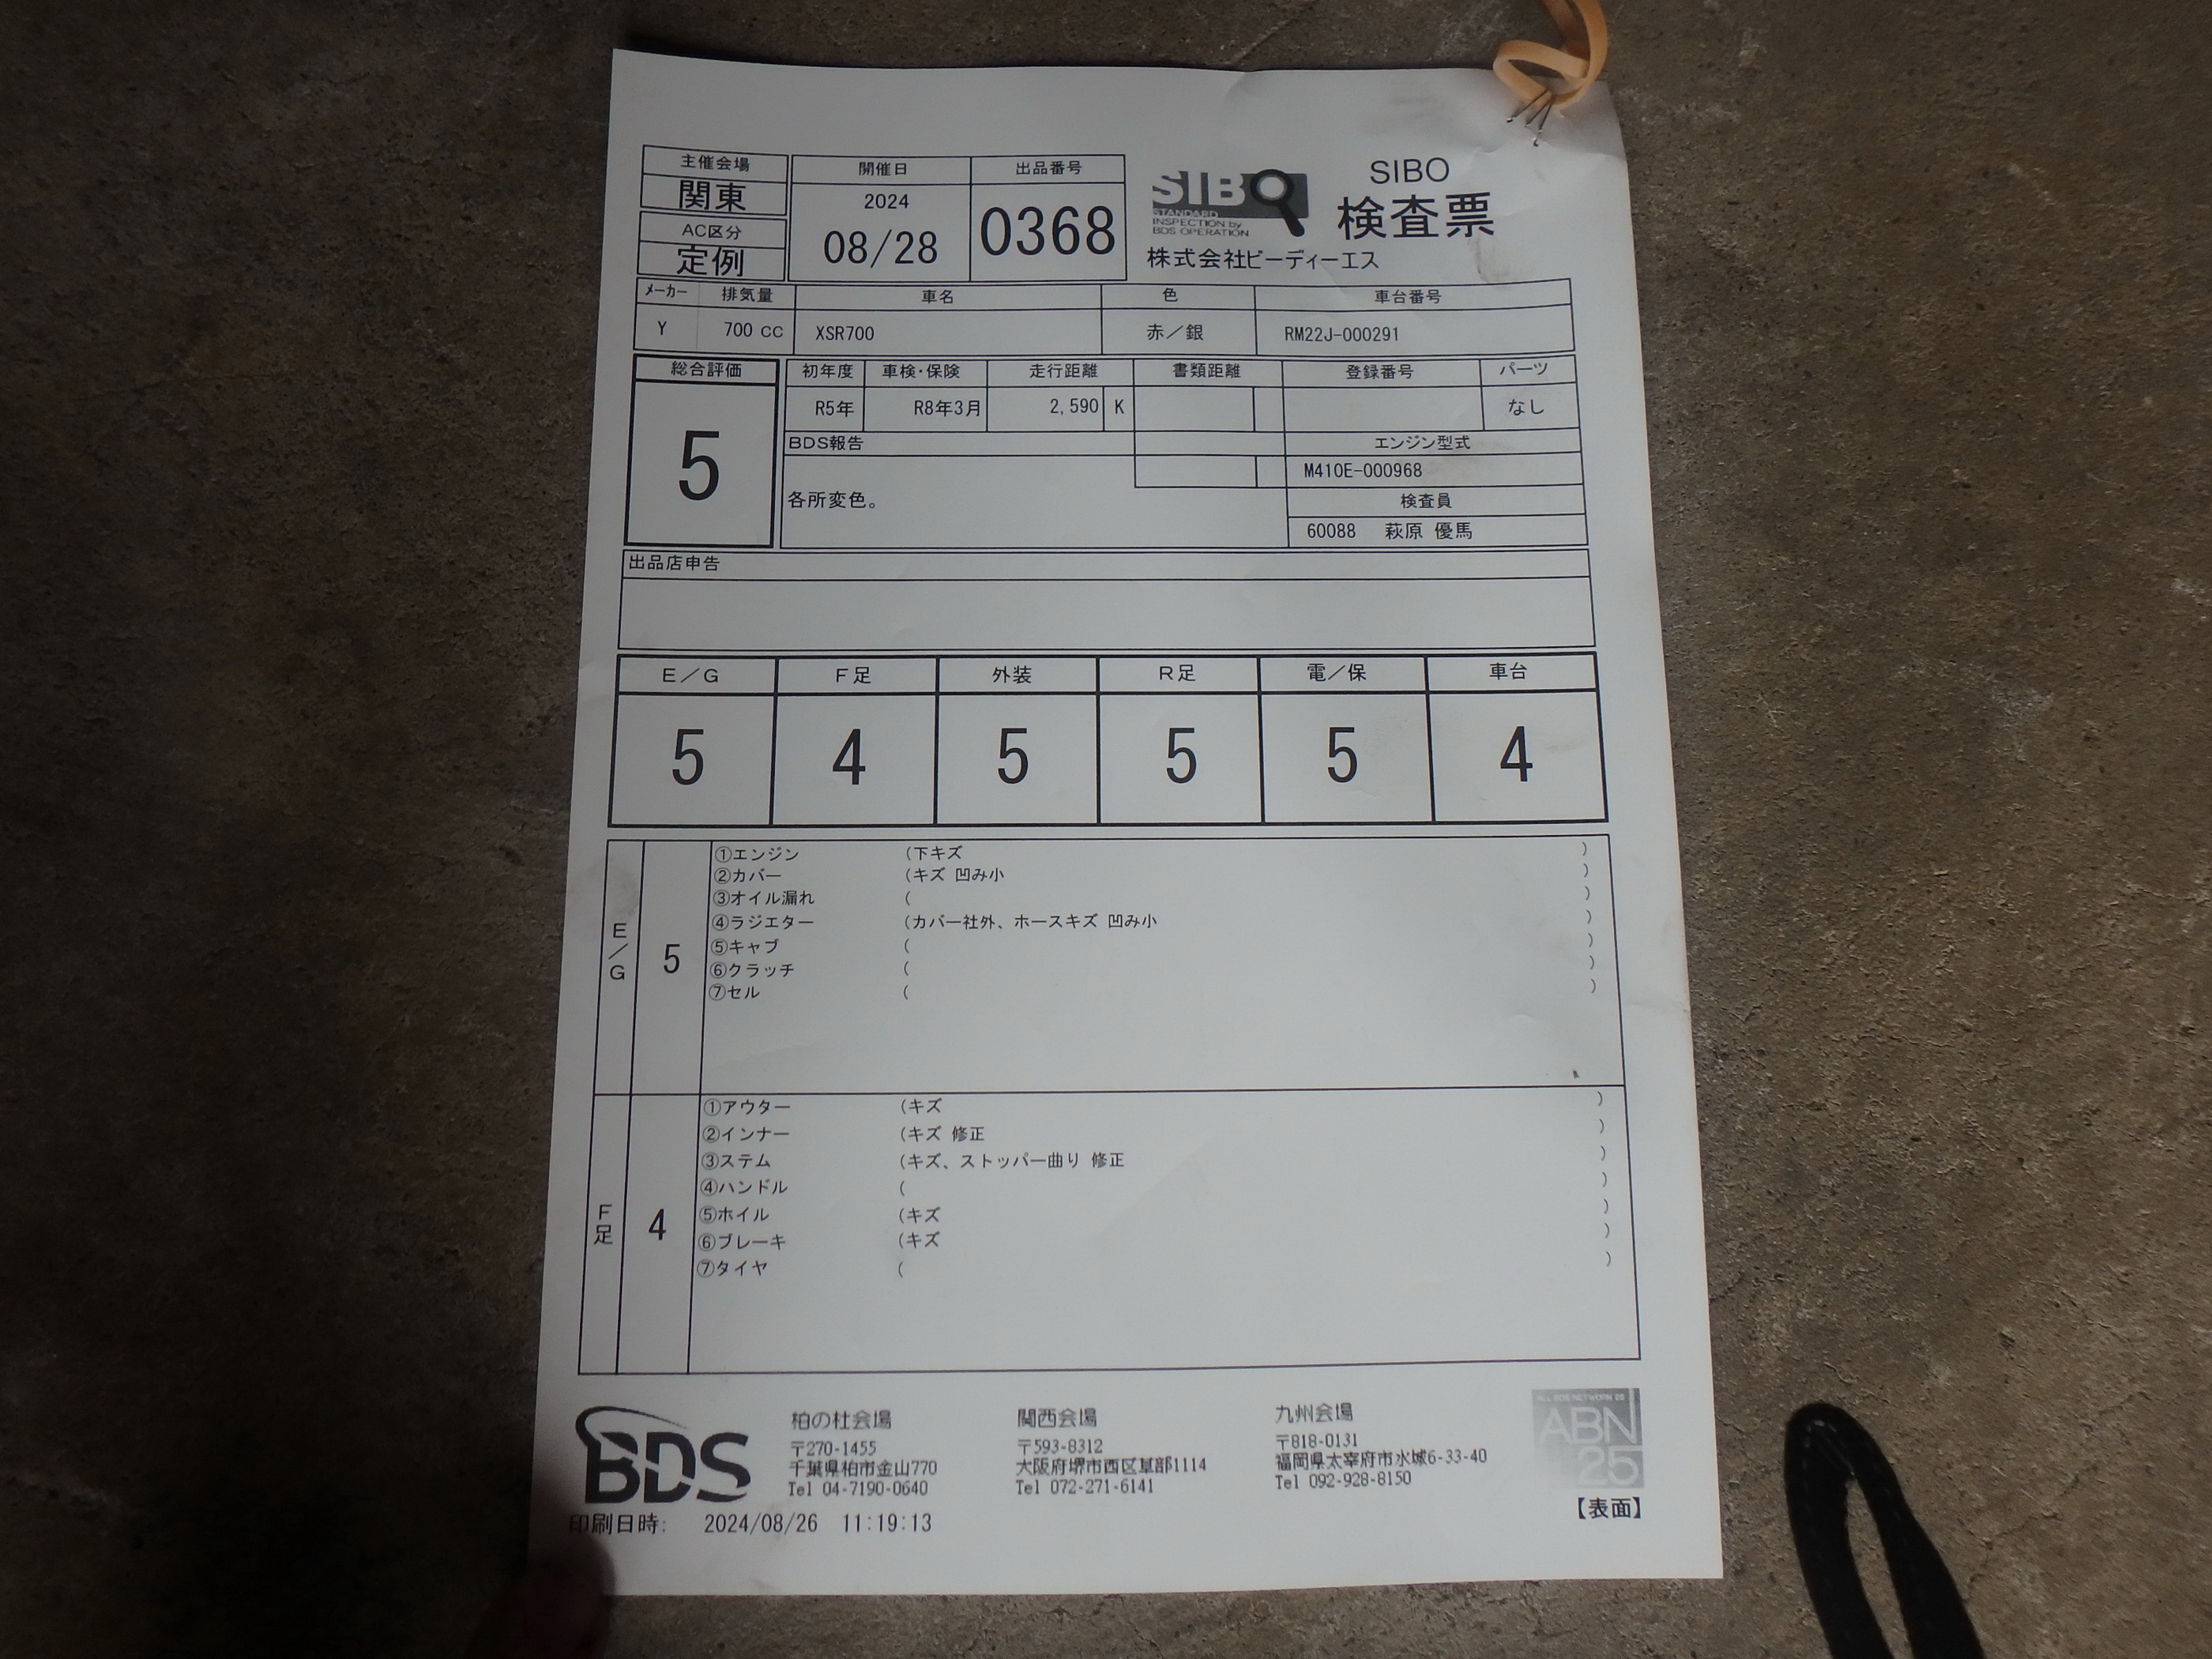 主催会場
関東
AC区分
定例
開催日
2024
08/28
出品番号
0368
SIBO
STANDARD
INSPECTION by
BDS OPERATION
SIBO
検査票
株式会社ビーディーエス
メーカー 排気量 車名 色 車台番号
Y 700 CC XSR700 赤／銀 RM22J-000291
総合評価
5
初年度 車検・保険 走行距離 書類距離 登録番号 パーツ
R5年 R8年3月 2,590 K なし
BDS報告
各所変色。
エンジン型式
M410E-000968
検査員
60088 萩原 優馬
出品店申告
E／G F足 外装 R足 電／保 車台
5 4 5 5 5 4
E／G
5
①エンジン (下キズ )
②カバー (キズ 凹み小 )
③オイル漏れ ( )
④ラジエター (カバー社外、ホースキズ 凹み小 )
⑤キャブ ( )
⑥クラッチ ( )
⑦セル ( )
F足
4
①アウター (キズ )
②インナー (キズ 修正 )
③ステム (キズ、ストッパー曲り 修正 )
④ハンドル ( )
⑤ホイル (キズ )
⑥ブレーキ (キズ )
⑦タイヤ ( )
BDS
柏の杜会場
〒270-1455
千葉県柏市金山770
Tel 04-7190-0640
関西会場
〒593-8312
大阪府堺市西区草部1114
Tel 072-271-6141
九州会場
〒818-0131
福岡県太宰府市水城6-33-40
Tel 092-928-8150
ABN
25
【表面】
印刷日時: 2024/08/26 11:19:13